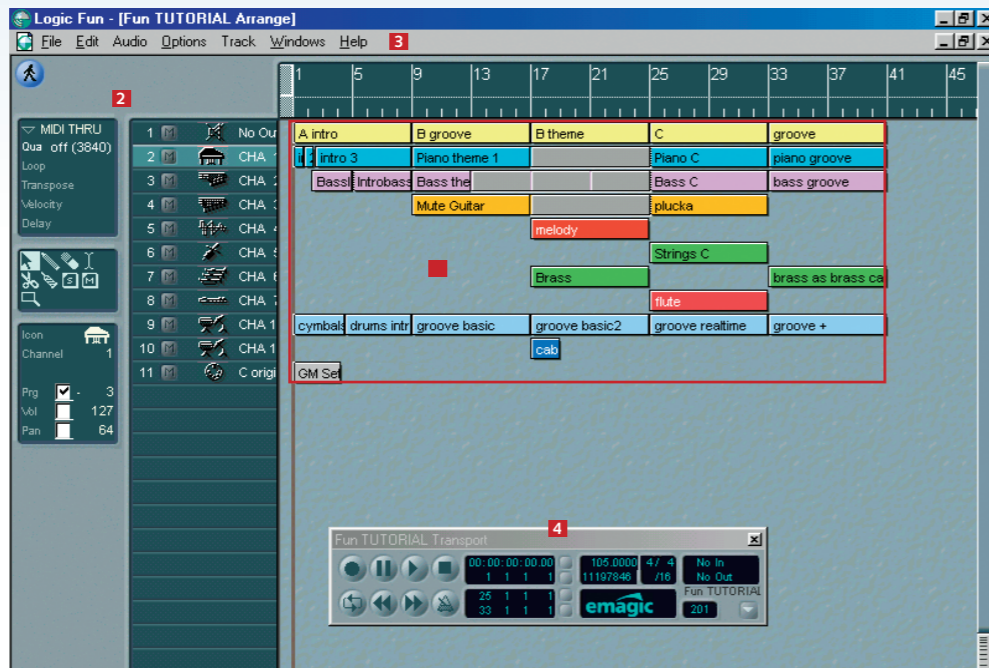 Logic Fun - [Fun TUTORIAL Arrange]
File Edit Audio Options Track Windows Help 3
1 5 9 13 17 21 25 29 33 37 41 45
2
MIDI THRU
Qua off (3840)
Loop
Transpose
Velocity
Delay
Icon
Channel 1
Prg - 3
Vol 127
Pan 64
1 M No Ou A intro B groove B theme C groove
2 M CHA 1 intro 3 Piano theme 1 Piano C piano groove
3 M CHA Bassl Introbass Bass the Bass C bass groove
4 M CHA Mute Guitar plucka
5 M CHA melody
6 M CHA Strings C
7 M CHA Brass brass as brass ca
8 M CHA flute
9 M CHA 1 cymbals drums intr groove basic groove basic2 groove realtime groove +
10 M CHA 1 cab
11 M C origi GM Set
S M
4
Fun TUTORIAL Transport
00:00:00:00.00 105.0000 4/ 4 No In
1 1 1 1 11197846 /16 No Out
25 1 1 1 Fun TUTORIAL
33 1 1 1 emagic 201